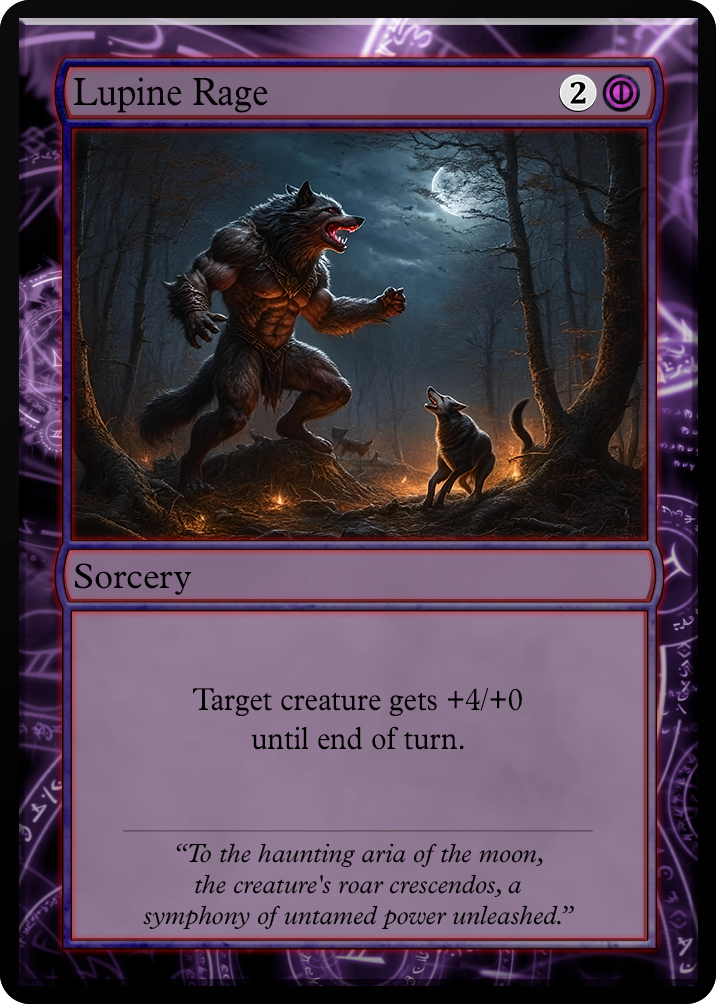 Lupine Rage 2
Sorcery
Target creature gets +4/+0
until end of turn.
“To the haunting aria of the moon,
the creature's roar crescendos, a
symphony of untamed power unleashed.”